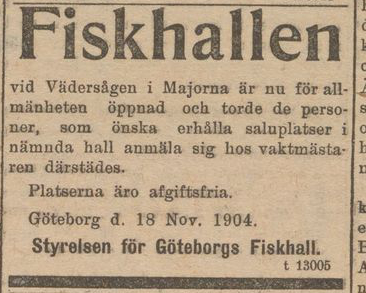 Fiskhallen
vid Vädersågen i Majorna är nu för all-
mänheten öppnad och torde de perso-
ner, som önska erhålla saluplatser i
nämnda hall anmäla sig hos vaktmästa-
ren därstädes.
Platserna äro afgiftsfria.
Göteborg d. 18 Nov. 1904.
Styrelsen för Göteborgs Fiskhall.
t 13005